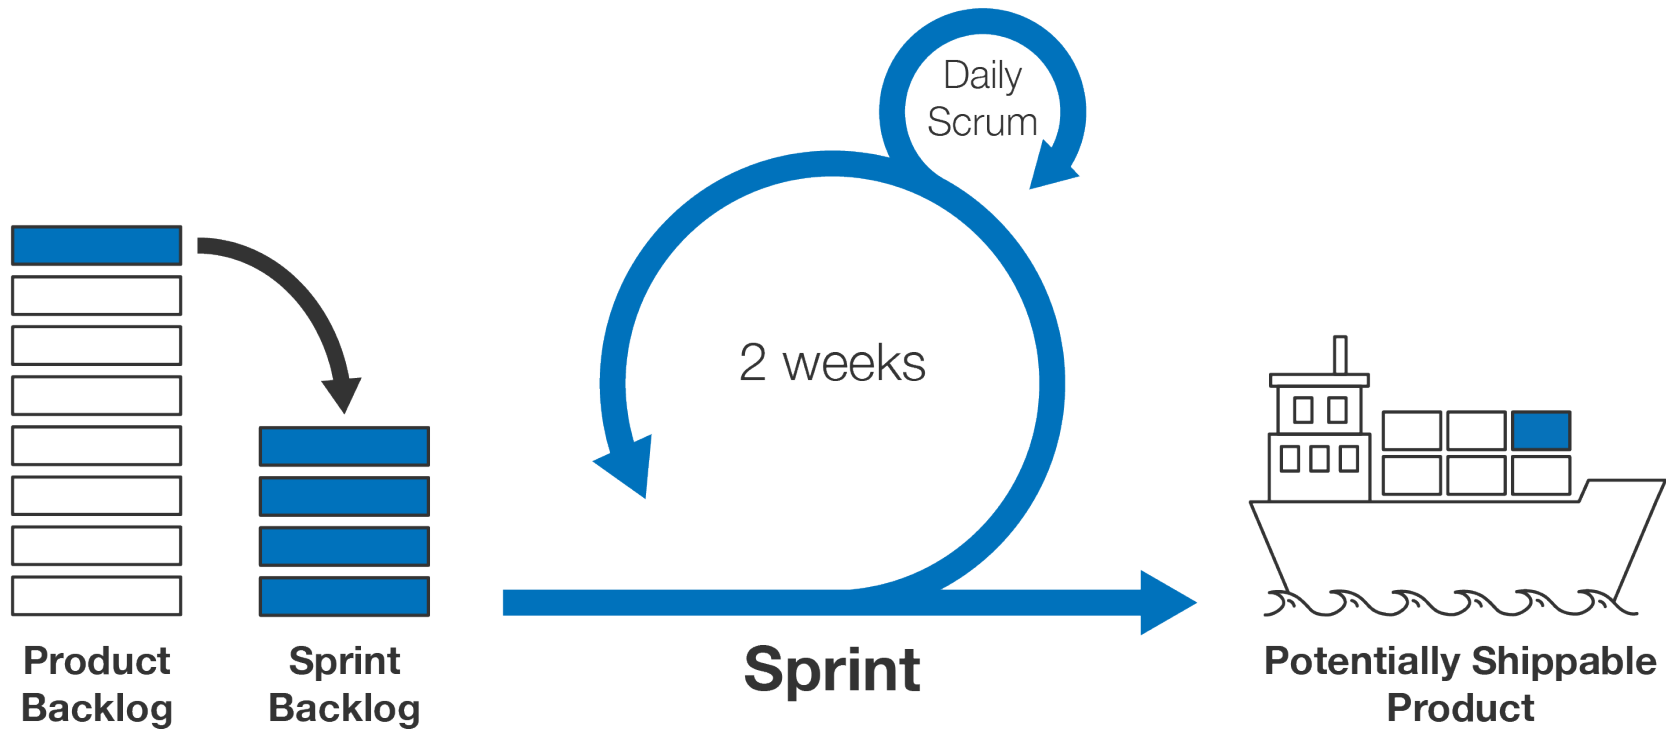 Daily
Scrum
2 weeks
Product
Backlog
Sprint
Backlog
Sprint
Potentially Shippable
Product